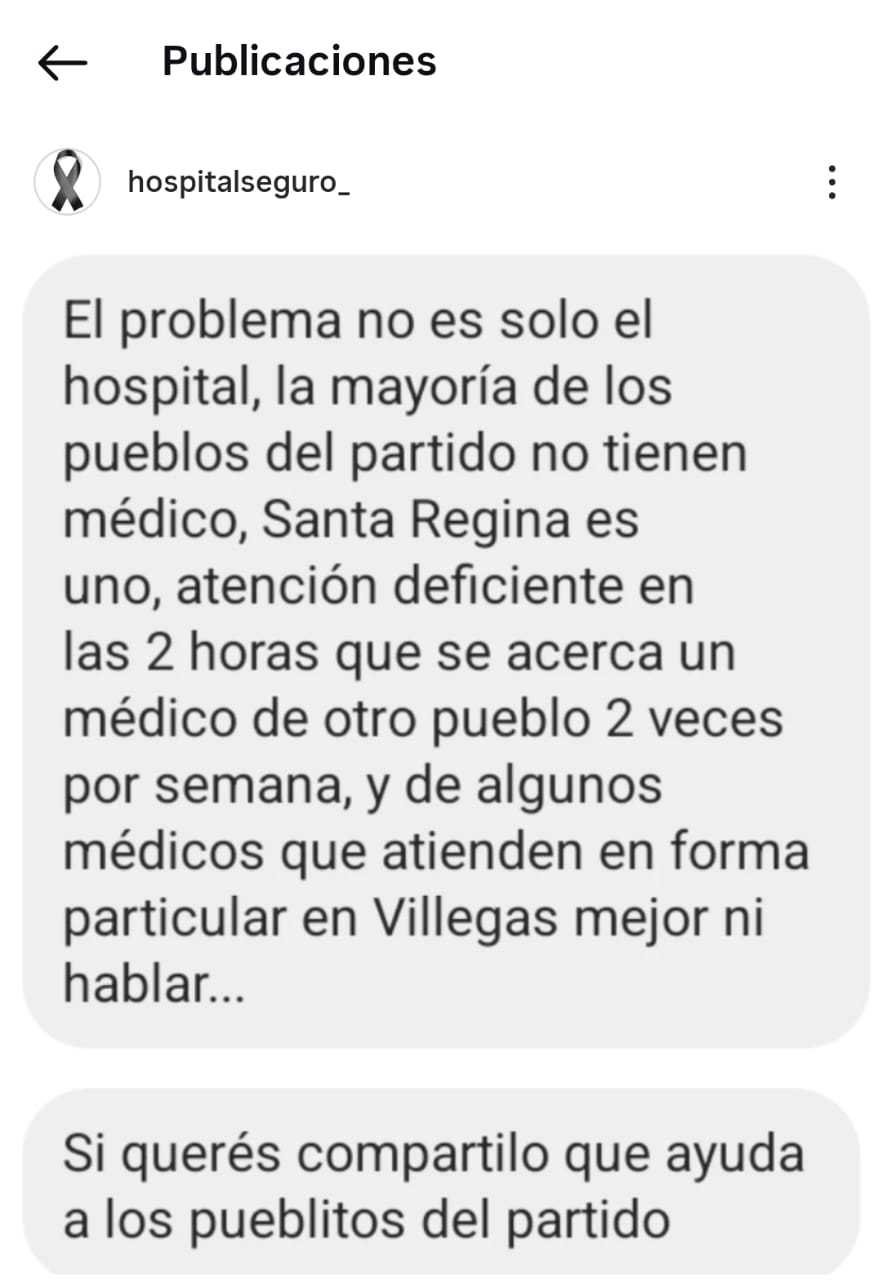 Publicaciones
hospitalseguro_
El problema no es solo el
hospital, la mayoría de los
pueblos del partido no tienen
médico, Santa Regina es
uno, atención deficiente en
las 2 horas que se acerca un
médico de otro pueblo 2 veces
por semana, y de algunos
médicos que atienden en forma
particular en Villegas mejor ni
hablar...
Si querés compartilo que ayuda
a los pueblitos del partido